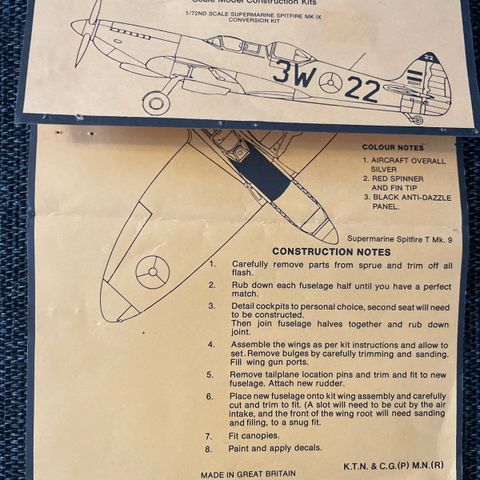 Scale Model Construction Kits
1/72ND SCALE SUPERMARINE SPITFIRE MK IX
CONVERSION KIT
22
3W 22
COLOUR NOTES
1. AIRCRAFT OVERALL
SILVER
2. RED SPINNER
AND FIN TIP
3. BLACK ANTI-DAZZLE
PANEL.
Supermarine Spitfire T Mk. 9
CONSTRUCTION NOTES
1. Carefully remove parts from sprue and trim off all
flash.
2. Rub down each fuselage half until you have a perfect
match.
3. Detail cockpits to personal choice, second seat will need
to be constructed.
Then join fuselage halves together and rub down
joint.
4. Assemble the wings as per kit instructions and allow to
set. Remove bulges by carefully trimming and sanding.
Fill wing gun ports.
5. Remove tailplane location pins and trim and fit to new
fuselage. Attach new rudder.
6. Place new fuselage onto kit wing assembly and carefully
cut and trim to fit. (A slot will need to be cut by the air
intake, and the front of the wing root will need sanding
and filing, to a snug fit.
7. Fit canopies.
8. Paint and apply decals.
K.T.N. & C.G.(P) M.N.(R)
MADE IN GREAT BRITAIN